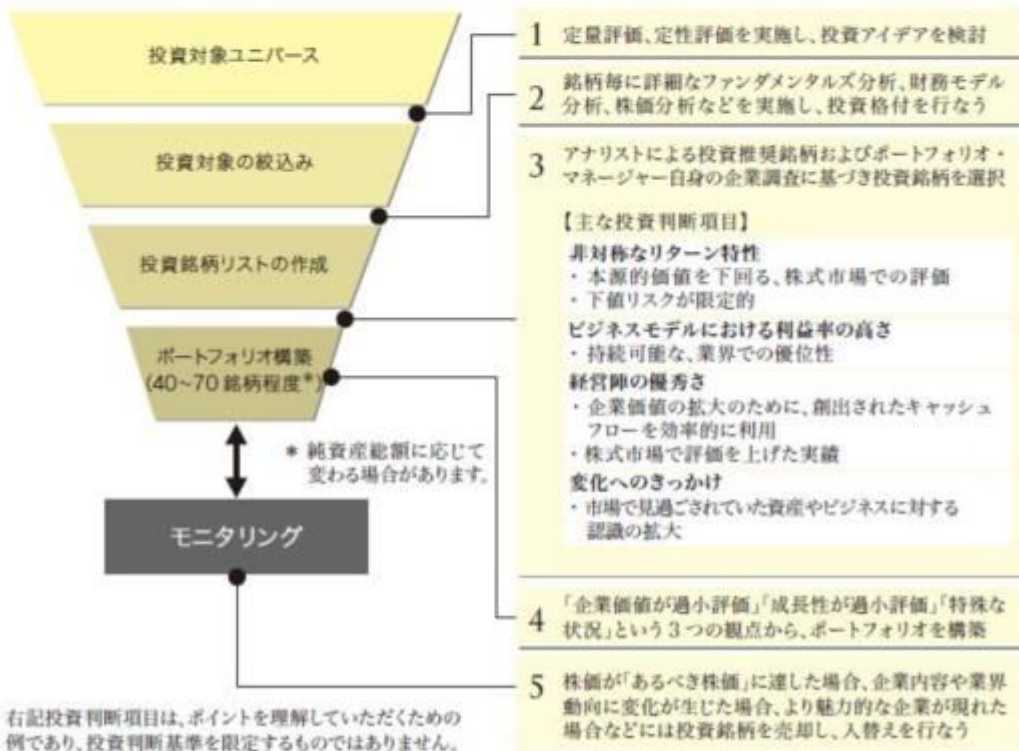 投資対象ユニバース
投資対象の絞込み
投資銘柄リストの作成
ポートフォリオ構築
(40~70銘柄程度*)
* 純資産総額に応じて
変わる場合があります。
モニタリング
右記投資判断項目は、ポイントを理解していただくための
例であり、投資判断基準を限定するものではありません。
1 定量評価、定性評価を実施し、投資アイデアを検討
2 銘柄毎に詳細なファンダメンタルズ分析、財務モデル
分析、株価分析などを実施し、投資格付を行なう
3 アナリストによる投資推奨銘柄およびポートフォリオ・
マネージャー自身の企業調査に基づき投資銘柄を選択
【主な投資判断項目】
非対称なリターン特性
・本源的価値を下回る、株式市場での評価
・下値リスクが限定的
ビジネスモデルにおける利益率の高さ
・持続可能な、業界での優位性
経営陣の優秀さ
・企業価値の拡大のために、創出されたキャッシュ
フローを効率的に利用
・株式市場で評価を上げた実績
変化へのきっかけ
・市場で見過ごされていた資産やビジネスに対する
認識の拡大
4 「企業価値が過小評価」「成長性が過小評価」「特殊な
状況」という3つの観点から、ポートフォリオを構築
5 株価が「あるべき株価」に達した場合、企業内容や業界
動向に変化が生じた場合、より魅力的な企業が現れた
場合などには投資銘柄を売却し、入替えを行なう